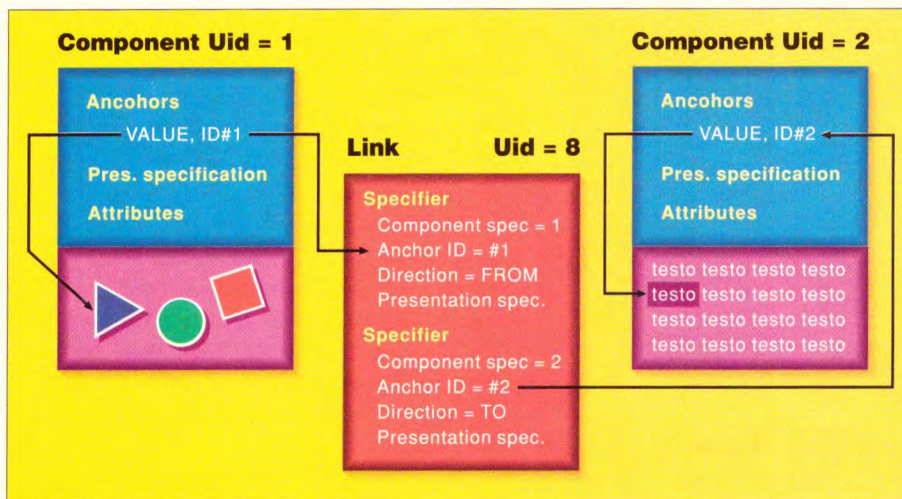 Component Uid = 1
Ancohors
VALUE, ID#1
Pres. specification
Attributes
Link Uid = 8
Specifier
Component spec = 1
Anchor ID = #1
Direction = FROM
Presentation spec.
Specifier
Component spec = 2
Anchor ID = #2
Direction = TO
Presentation spec.
Component Uid = 2
Ancohors
VALUE, ID#2
Pres. specification
Attributes
testo testo testo testo
testo testo testo testo
testo testo testo testo
testo testo testo testo